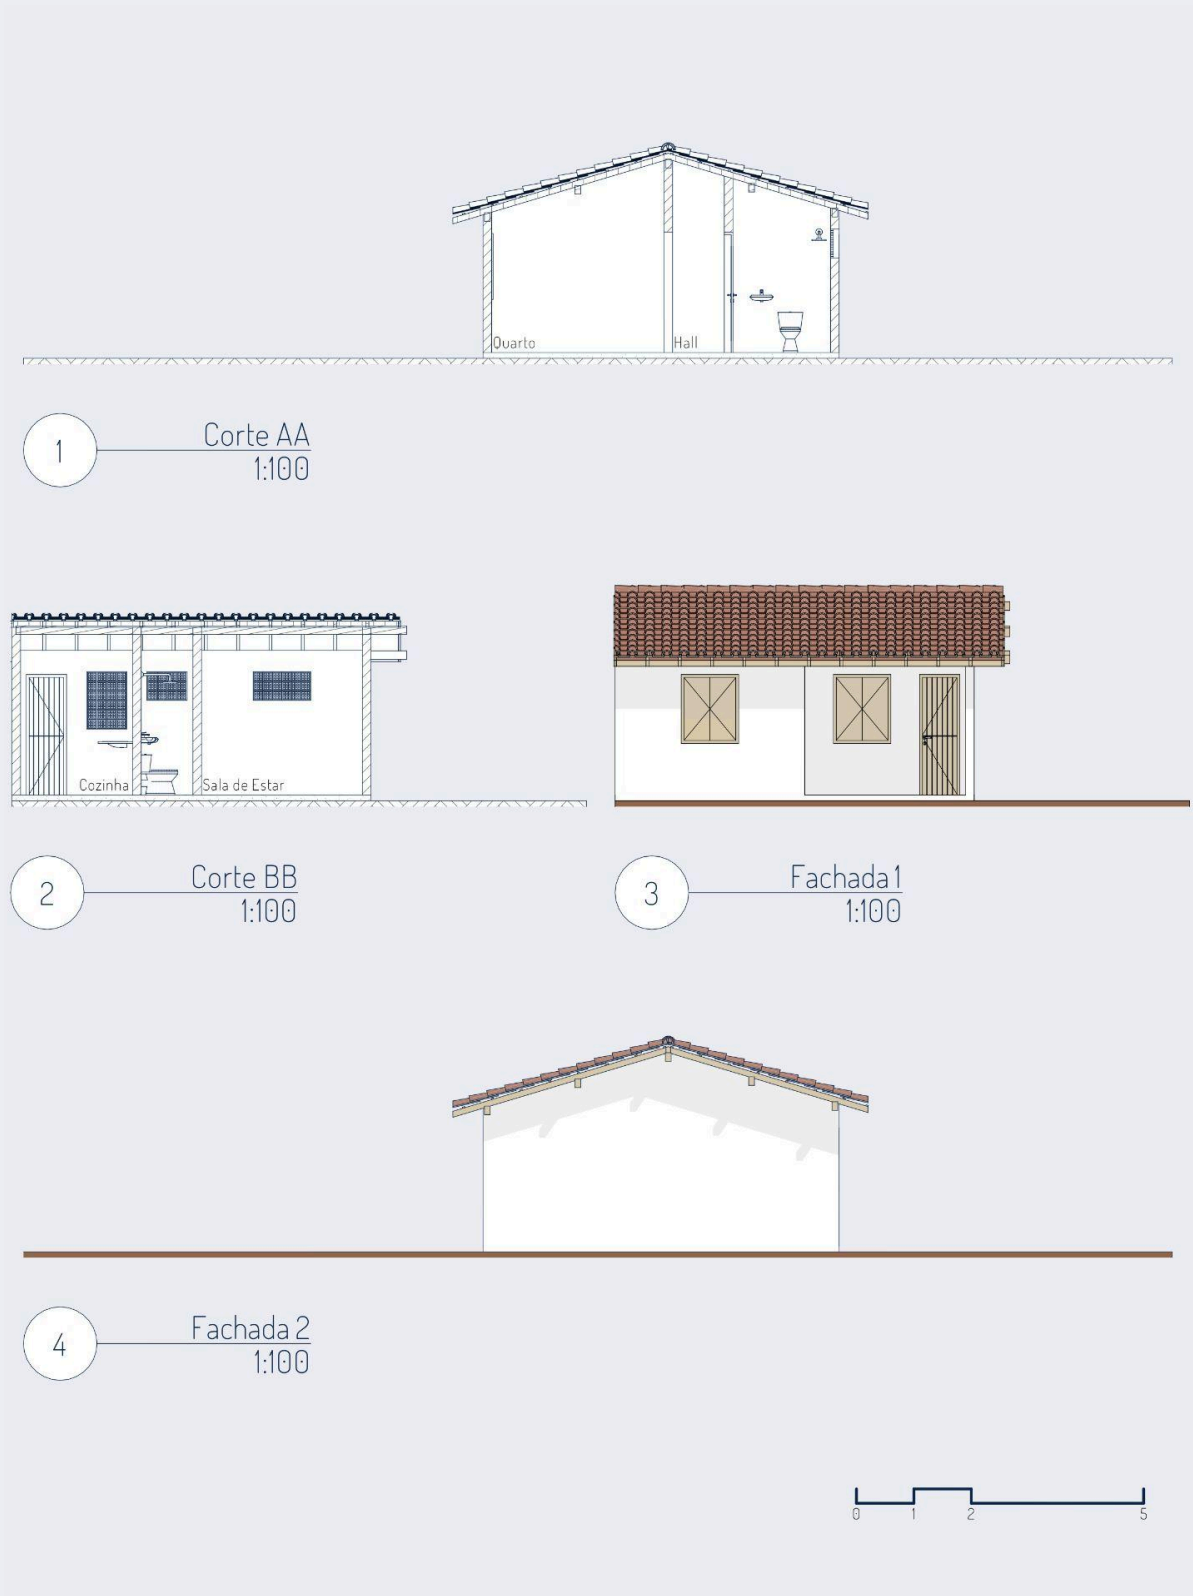 Quarto
Hall
1
Corte AA
1:100
Cozinha
Sala de Estar
2
Corte BB
1:100
3
Fachada 1
1:100
4
Fachada 2
1:100
0 1 2 5